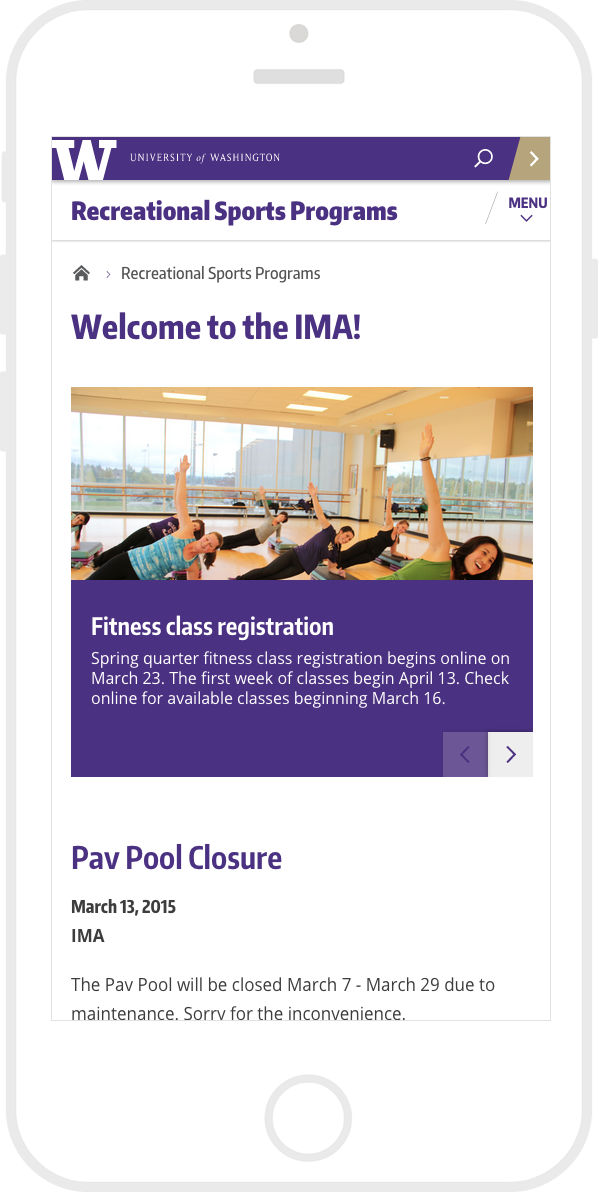 W UNIVERSITY of WASHINGTON
Recreational Sports Programs
MENU
Recreational Sports Programs
Welcome to the IMA!
Fitness class registration
Spring quarter fitness class registration begins online on
March 23. The first week of classes begin April 13. Check
online for available classes beginning March 16.
Pav Pool Closure
March 13, 2015
IMA
The Pav Pool will be closed March 7 - March 29 due to
maintenance. Sorry for the inconvenience.